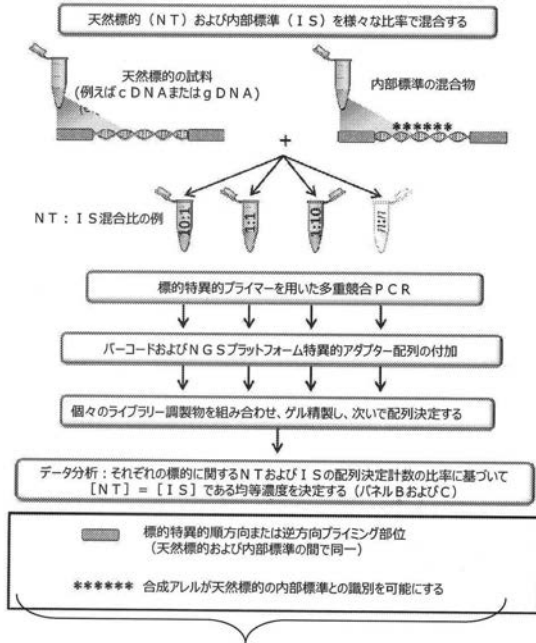 天然標的（NT）および内部標準（IS）を様々な比率で混合する
天然標的の試料
(例えばcDNAまたはgDNA)
内部標準の混合物
******
+
NT：IS混合比の例
10:1
1:1
1:10
n:n
標的特異的プライマーを用いた多重競合PCR
バーコードおよびNGSプラットフォーム特異的アダプター配列の付加
個々のライブラリー調製物を組み合わせ、ゲル精製し、次いで配列決定する
データ分析：それぞれの標的に関するNTおよびISの配列決定計数の比率に基づいて
[NT]＝[IS]である均等濃度を決定する（パネルBおよびC）
標的特異的順方向または逆方向プライミング部位
(天然標的および内部標準の間で同一)
****** 合成アレルが天然標的の内部標準との識別を可能にする